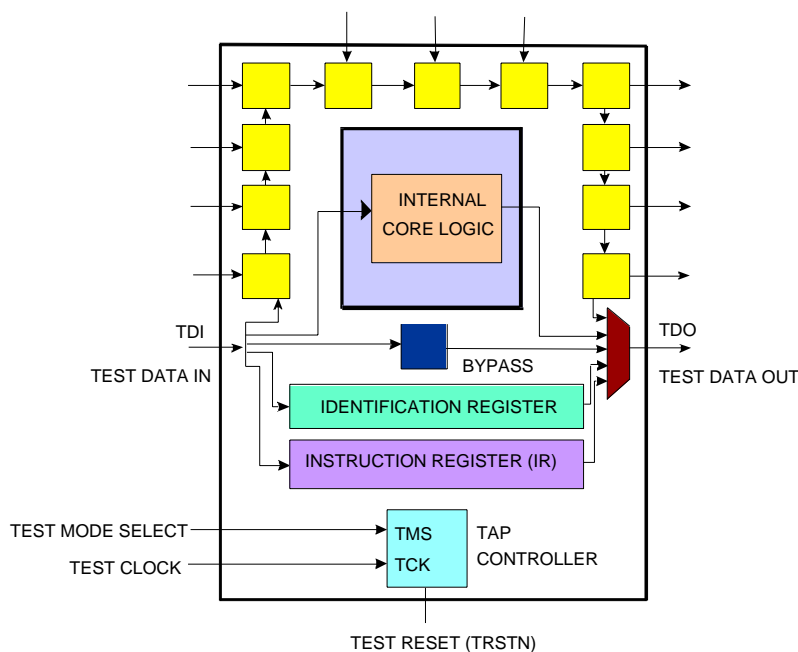 INTERNAL
CORE LOGIC
TDI
TDO
TEST DATA IN
BYPASS
TEST DATA OUT
IDENTIFICATION REGISTER
INSTRUCTION REGISTER (IR)
TEST MODE SELECT
TMS
TAP
CONTROLLER
TEST CLOCK
TCK
TEST RESET (TRSTN)